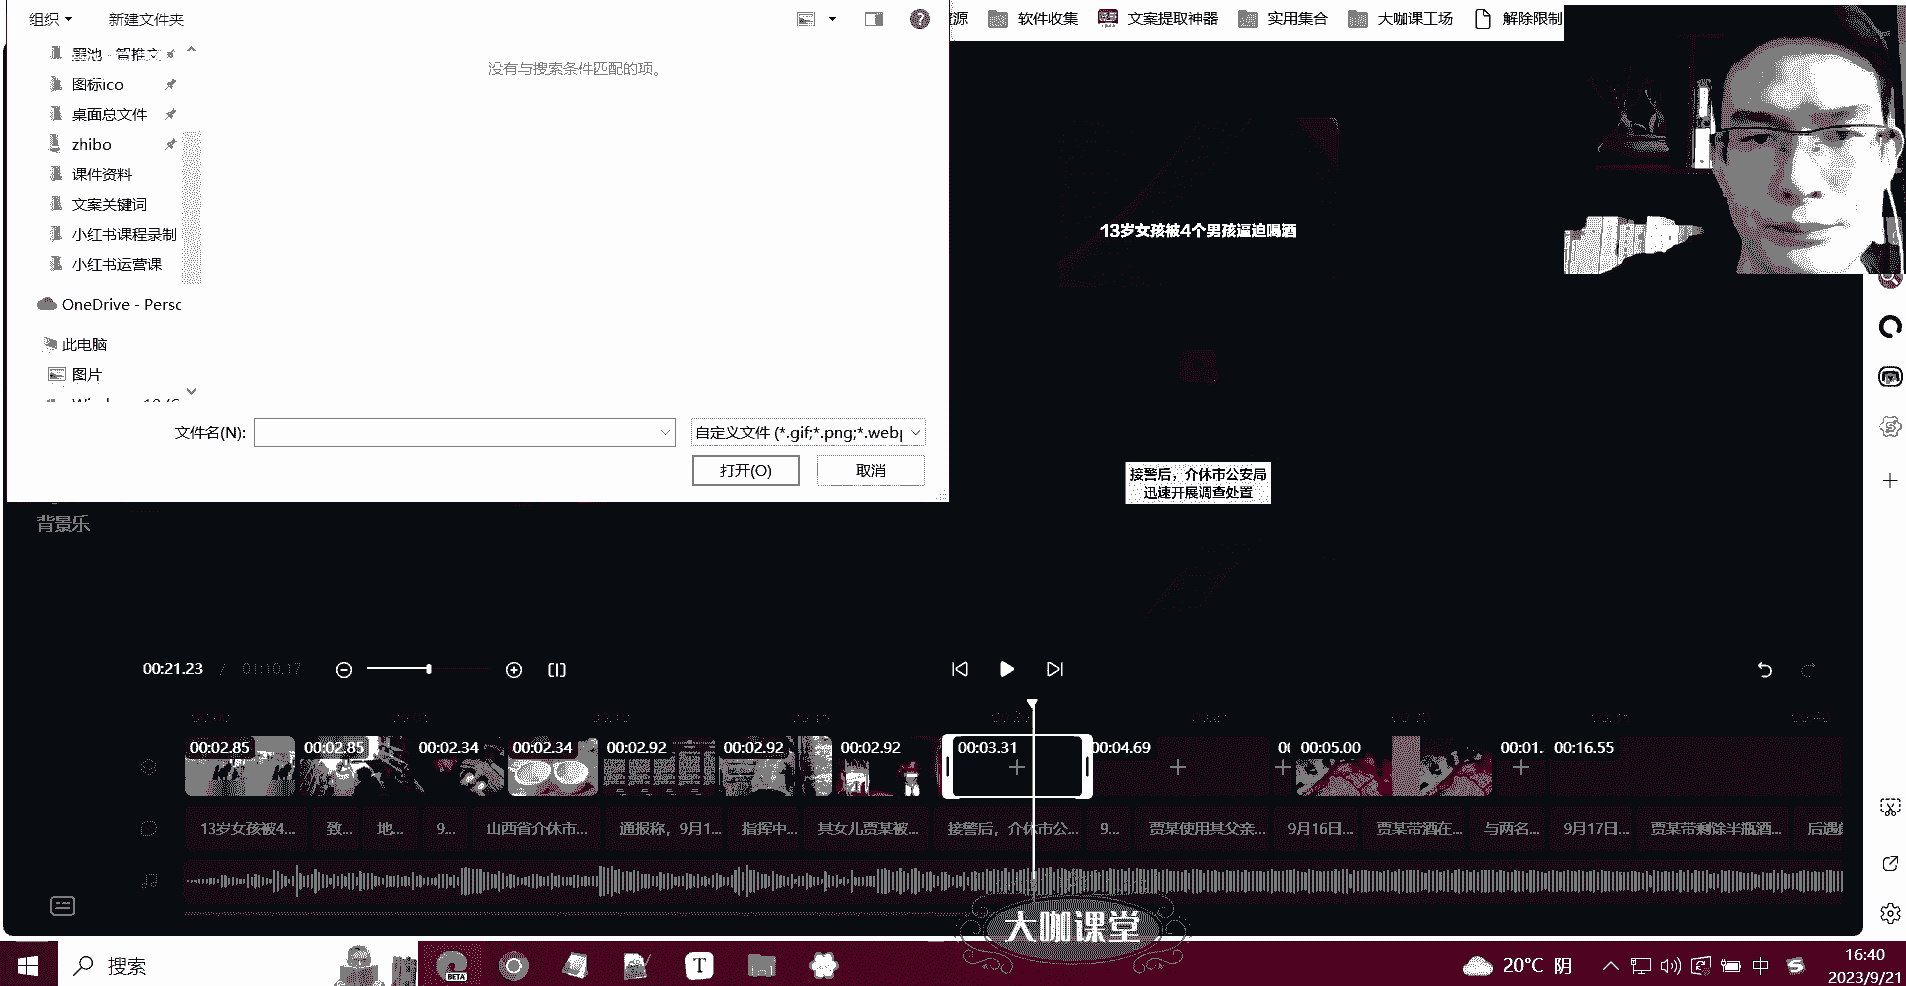 组织
新建文件夹
墨池 - 智推文
图标ico
桌面总文件
zhibo
课件资料
文案关键词
小红书课程录制
小红书运营课
OneDrive - Persc
此电脑
图片
没有与搜索条件匹配的项。
文件名(N):
自定义文件 (*.gif;*.png;*.webp
打开(O)
取消
源
软件收集
文案提取神器
实用集合
大咖课工场
解除限制
13岁女孩被4个男孩逼迫喝酒
接警后，介休市公安局
迅速开展调查处置
背景乐
00:21.23 / 01:10.17
00:02.85 00:02.85 00:02.34 00:02.34 00:02.92 00:02.92 00:02.92 00:03.31 00:04.69 00:05.00 00:01. 00:16.55
13岁女孩被4... 致... 地... 9... 山西省介休市... 通报称，9月1... 指挥中... 其女儿贾某被... 接警后，介休市公... 9... 贾某使用其父亲... 9月16日... 贾某带酒在... 与两名... 9月17日... 贾某带剩除半瓶酒...
大咖课堂
搜索
BETA
T
20°C 阴
中
16:40
2023/9/21